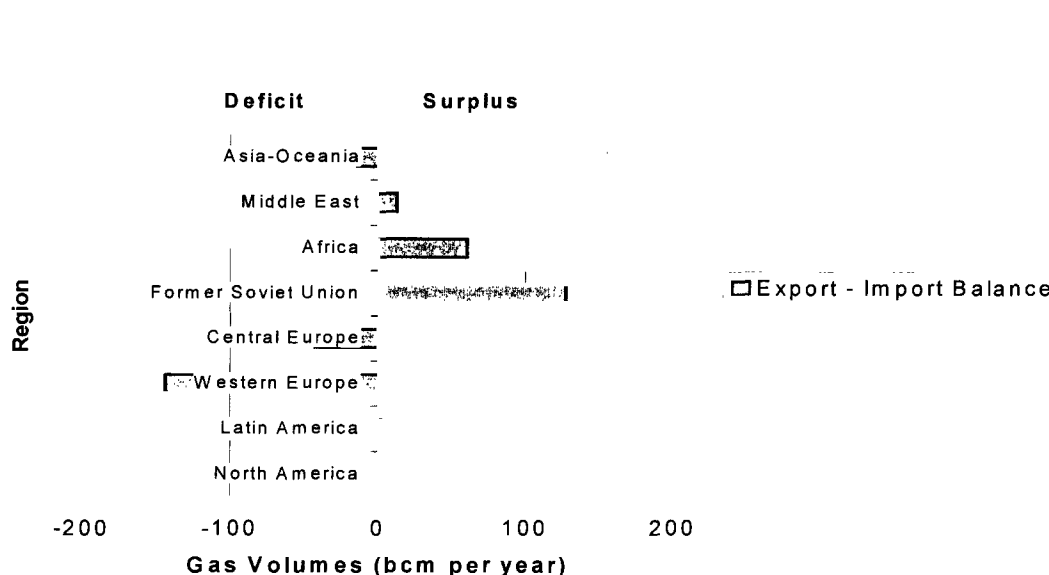 Deficit Surplus
Asia-Oceania
Middle East
Africa
Former Soviet Union
Export - Import Balance
Region
Central Europe
Western Europe
Latin America
North America
-200 -100 0 100 200
Gas Volumes (bcm per year)